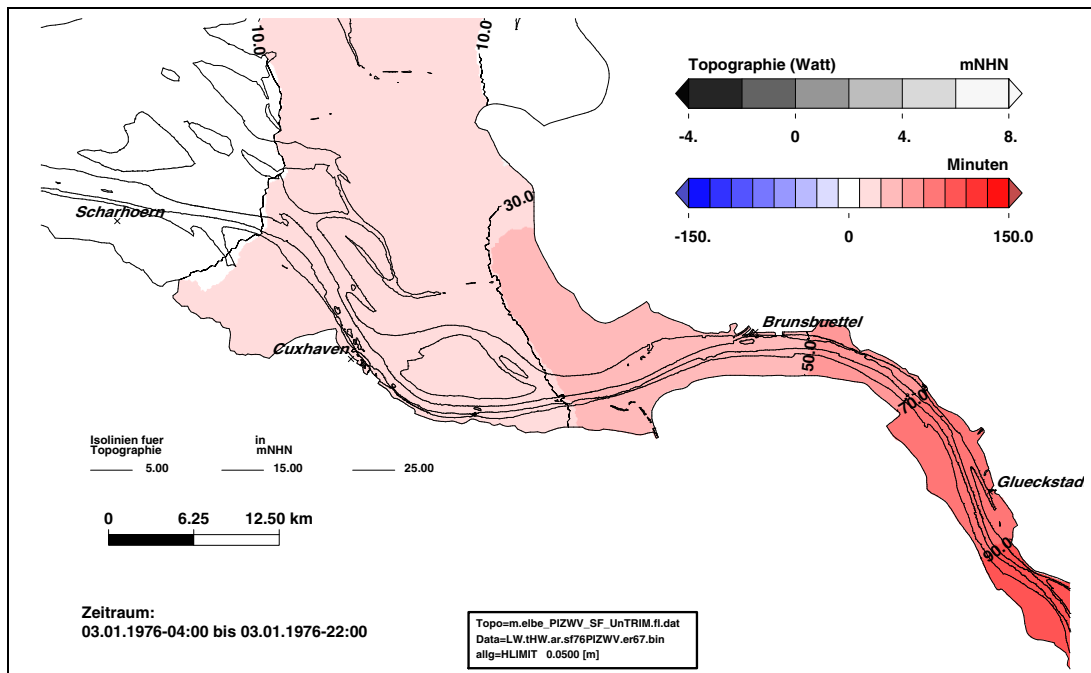 10.0
10.0
Topographie (Watt) mNHN
-4. 0 4. 8.
Minuten
-150. 0 150.0
30.0
Scharhoern
Brunsbuettel
Cuxhaven
50.0
70.0
Isolinien fuer Topographie in mNHN
5.00 15.00 25.00
Glueckstad
0 6.25 12.50 km
90.0
Zeitraum:
03.01.1976-04:00 bis 03.01.1976-22:00
Topo=m.elbe_PIZWV_SF_UnTRIM.fl.dat
Data=LW.tHW.ar.sf76PIZWV.er67.bin
allg=HLIMIT 0.0500 [m]